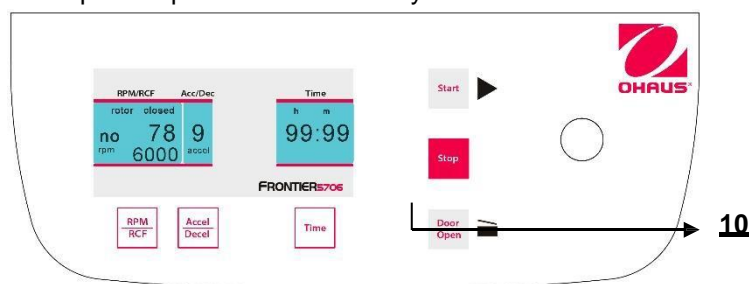 RPM/RCF Acc/Dec Time
rotor closed h m
no 78 9 99:99
rpm 6000 accel
FRONTIER5706
RPM
RCF
Accel
Decel
Time
Start
Stop
Door
Open
OHAUS
10